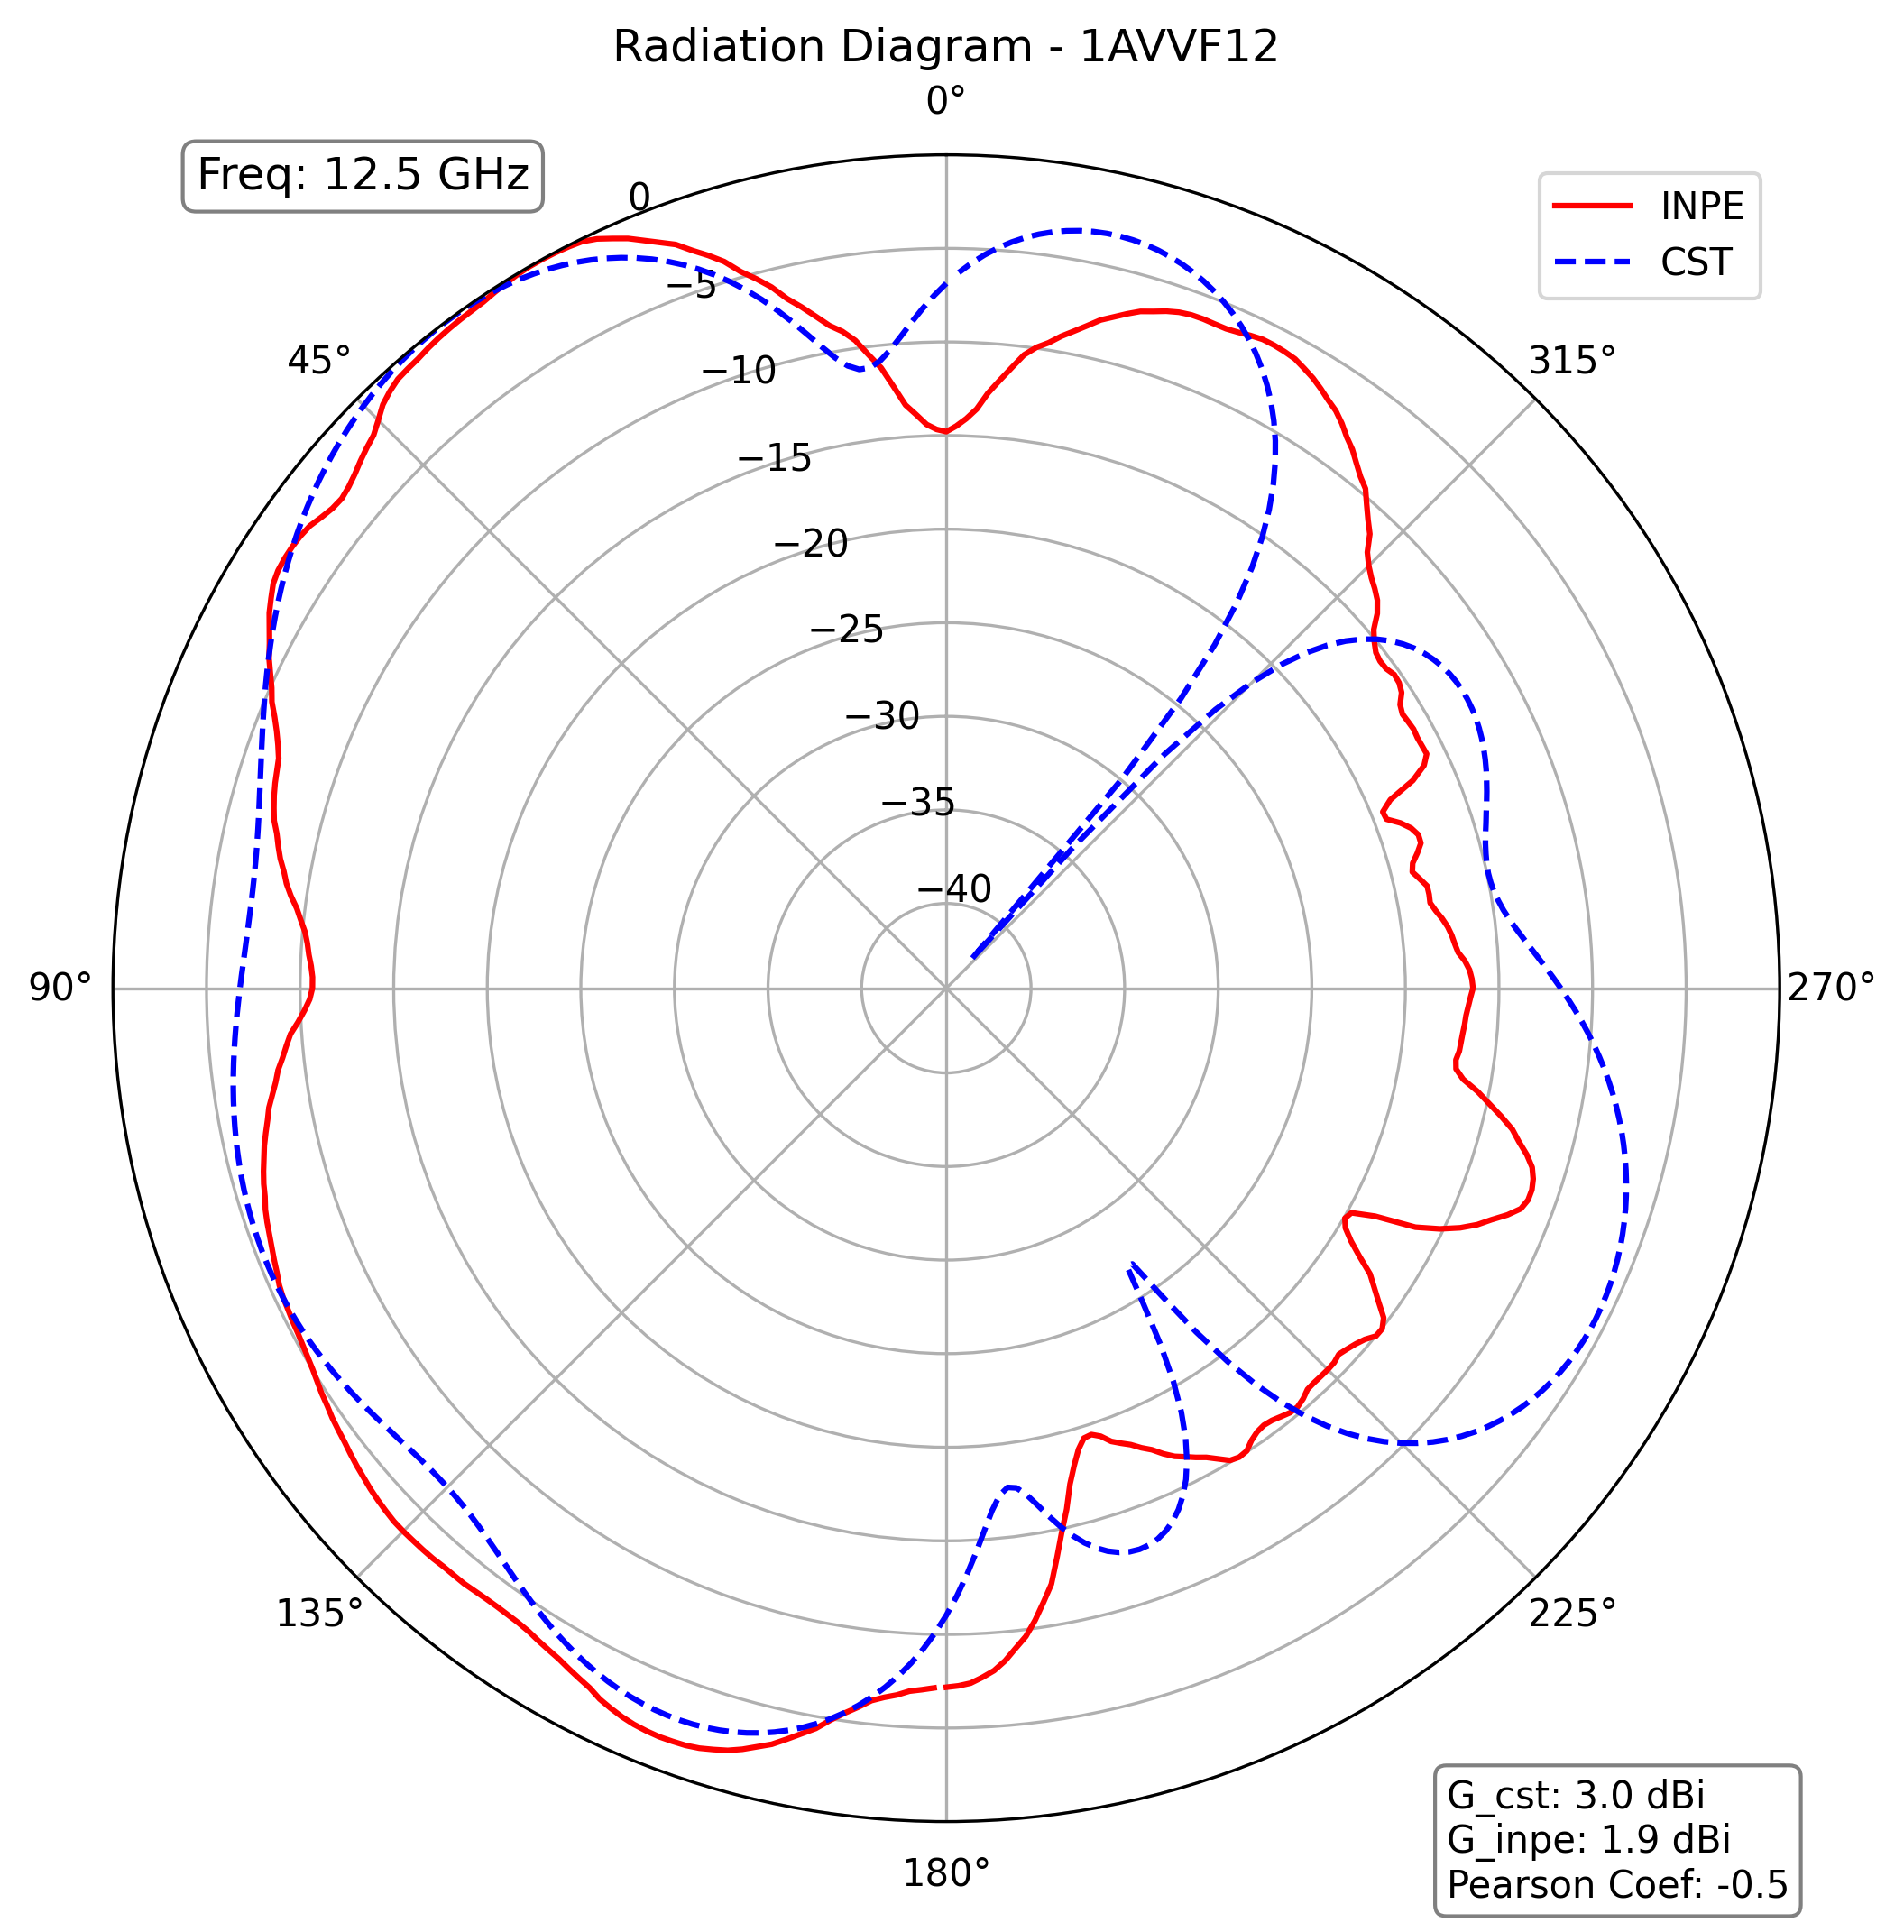 Radiation Diagram - 1AVVF12
0°
Freq: 12.5 GHz
0
INPE
CST
−5
45°
315°
−10
−15
−20
−25
−30
−35
−40
90°
270°
135°
225°
180°
G_cst: 3.0 dBi
G_inpe: 1.9 dBi
Pearson Coef: -0.5